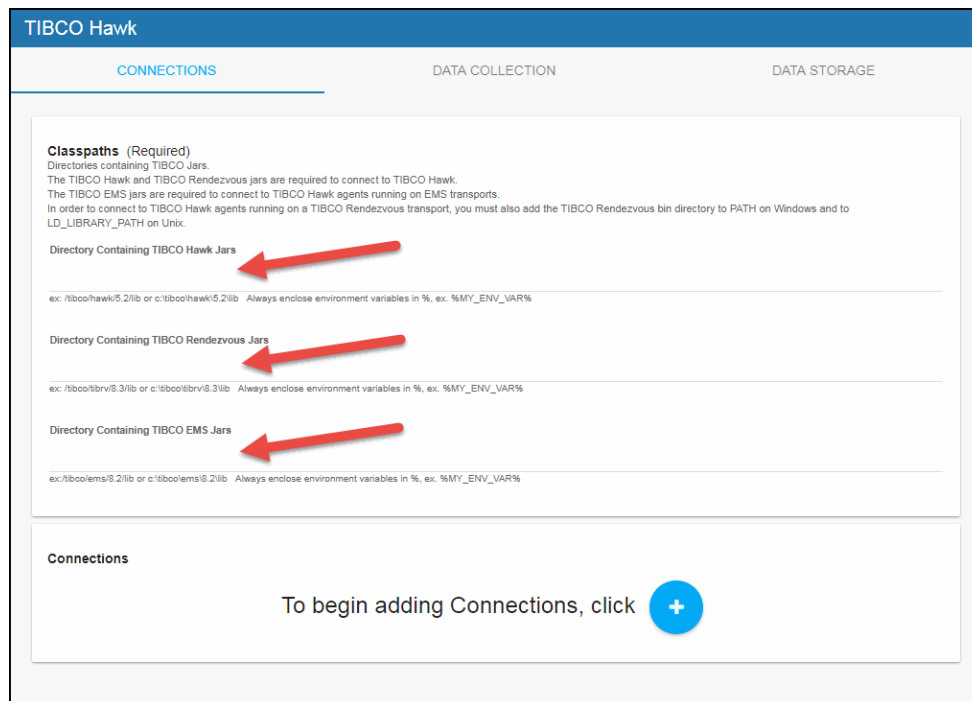 TIBCO Hawk
CONNECTIONS DATA COLLECTION DATA STORAGE
Classpaths (Required)
Directories containing TIBCO Jars.
The TIBCO Hawk and TIBCO Rendezvous jars are required to connect to TIBCO Hawk.
The TIBCO EMS jars are required to connect to TIBCO Hawk agents running on EMS transports.
In order to connect to TIBCO Hawk agents running on a TIBCO Rendezvous transport, you must also add the TIBCO Rendezvous bin directory to PATH on Windows and to
LD_LIBRARY_PATH on Unix.
Directory Containing TIBCO Hawk Jars
ex: /tibco/hawk/5.2/lib or c:\tibco\hawk\5.2\lib Always enclose environment variables in %, ex. %MY_ENV_VAR%
Directory Containing TIBCO Rendezvous Jars
ex: /tibco/tibrv/8.3/lib or c:\tibco\tibrv\8.3\lib Always enclose environment variables in %, ex. %MY_ENV_VAR%
Directory Containing TIBCO EMS Jars
ex:/tibco/ems/8.2/lib or c:\tibco\ems\8.2\lib Always enclose environment variables in %, ex. %MY_ENV_VAR%
Connections
To begin adding Connections, click +